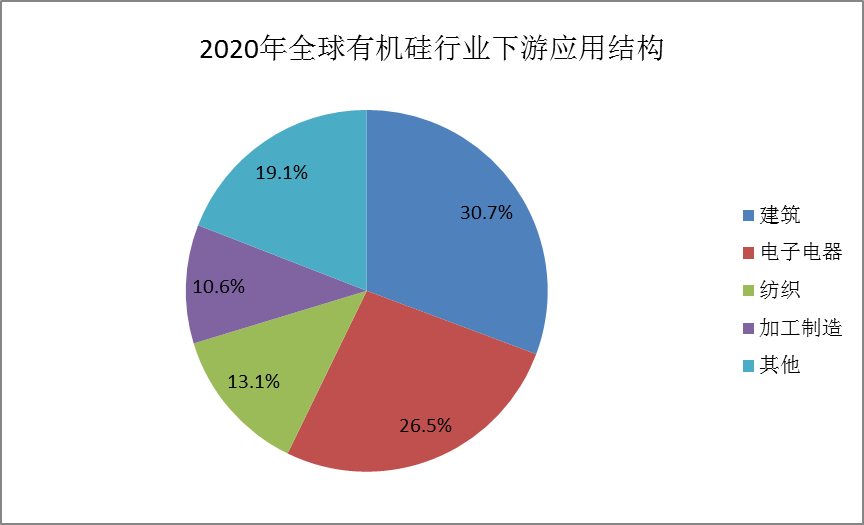 2020年全球有机硅行业下游应用结构
19.1%
30.7%
10.6%
13.1%
26.5%
建筑
电子电器
纺织
加工制造
其他